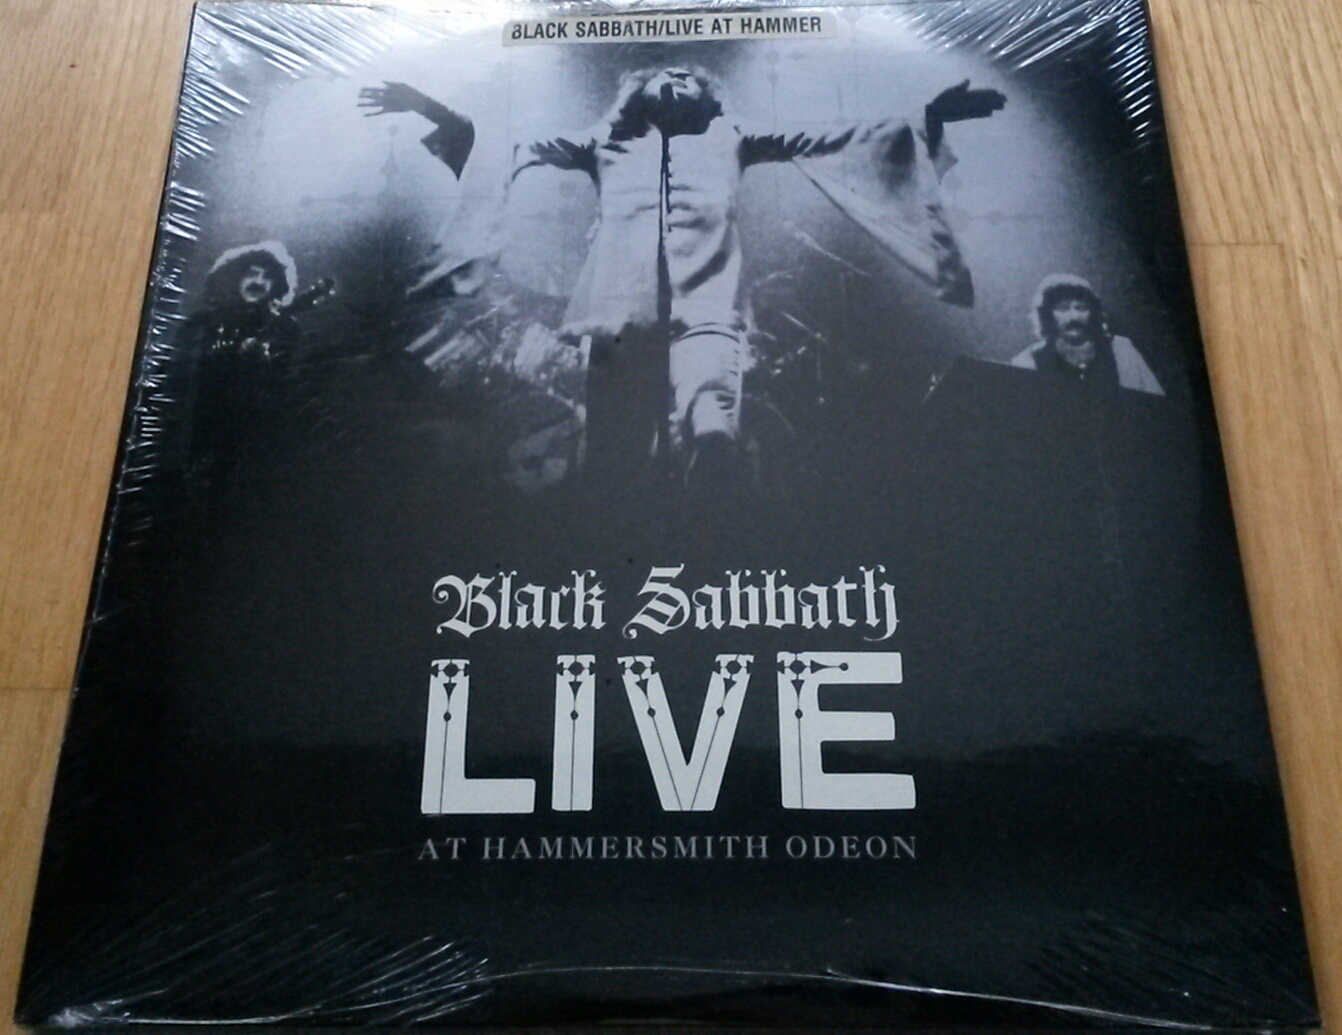 BLACK SABBATH/LIVE AT HAMMER
Black Sabbath
LIVE
AT HAMMERSMITH ODEON